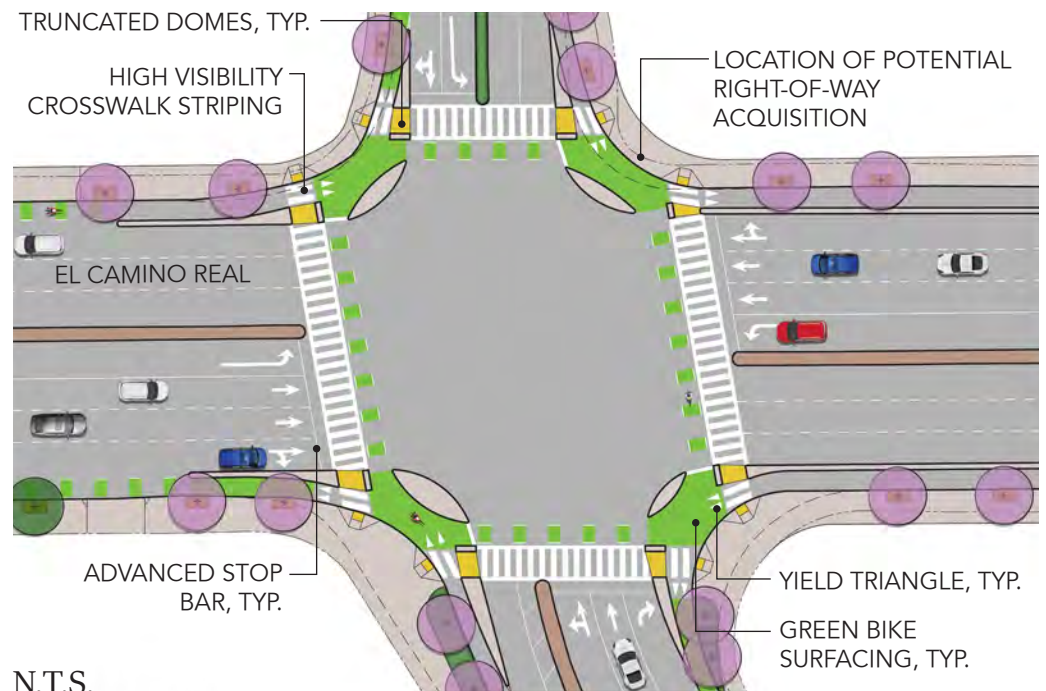 TRUNCATED DOMES, TYP.
HIGH VISIBILITY
CROSSWALK STRIPING
LOCATION OF POTENTIAL
RIGHT-OF-WAY
ACQUISITION
EL CAMINO REAL
ADVANCED STOP
BAR, TYP.
YIELD TRIANGLE, TYP.
GREEN BIKE
SURFACING, TYP.
N.T.S.